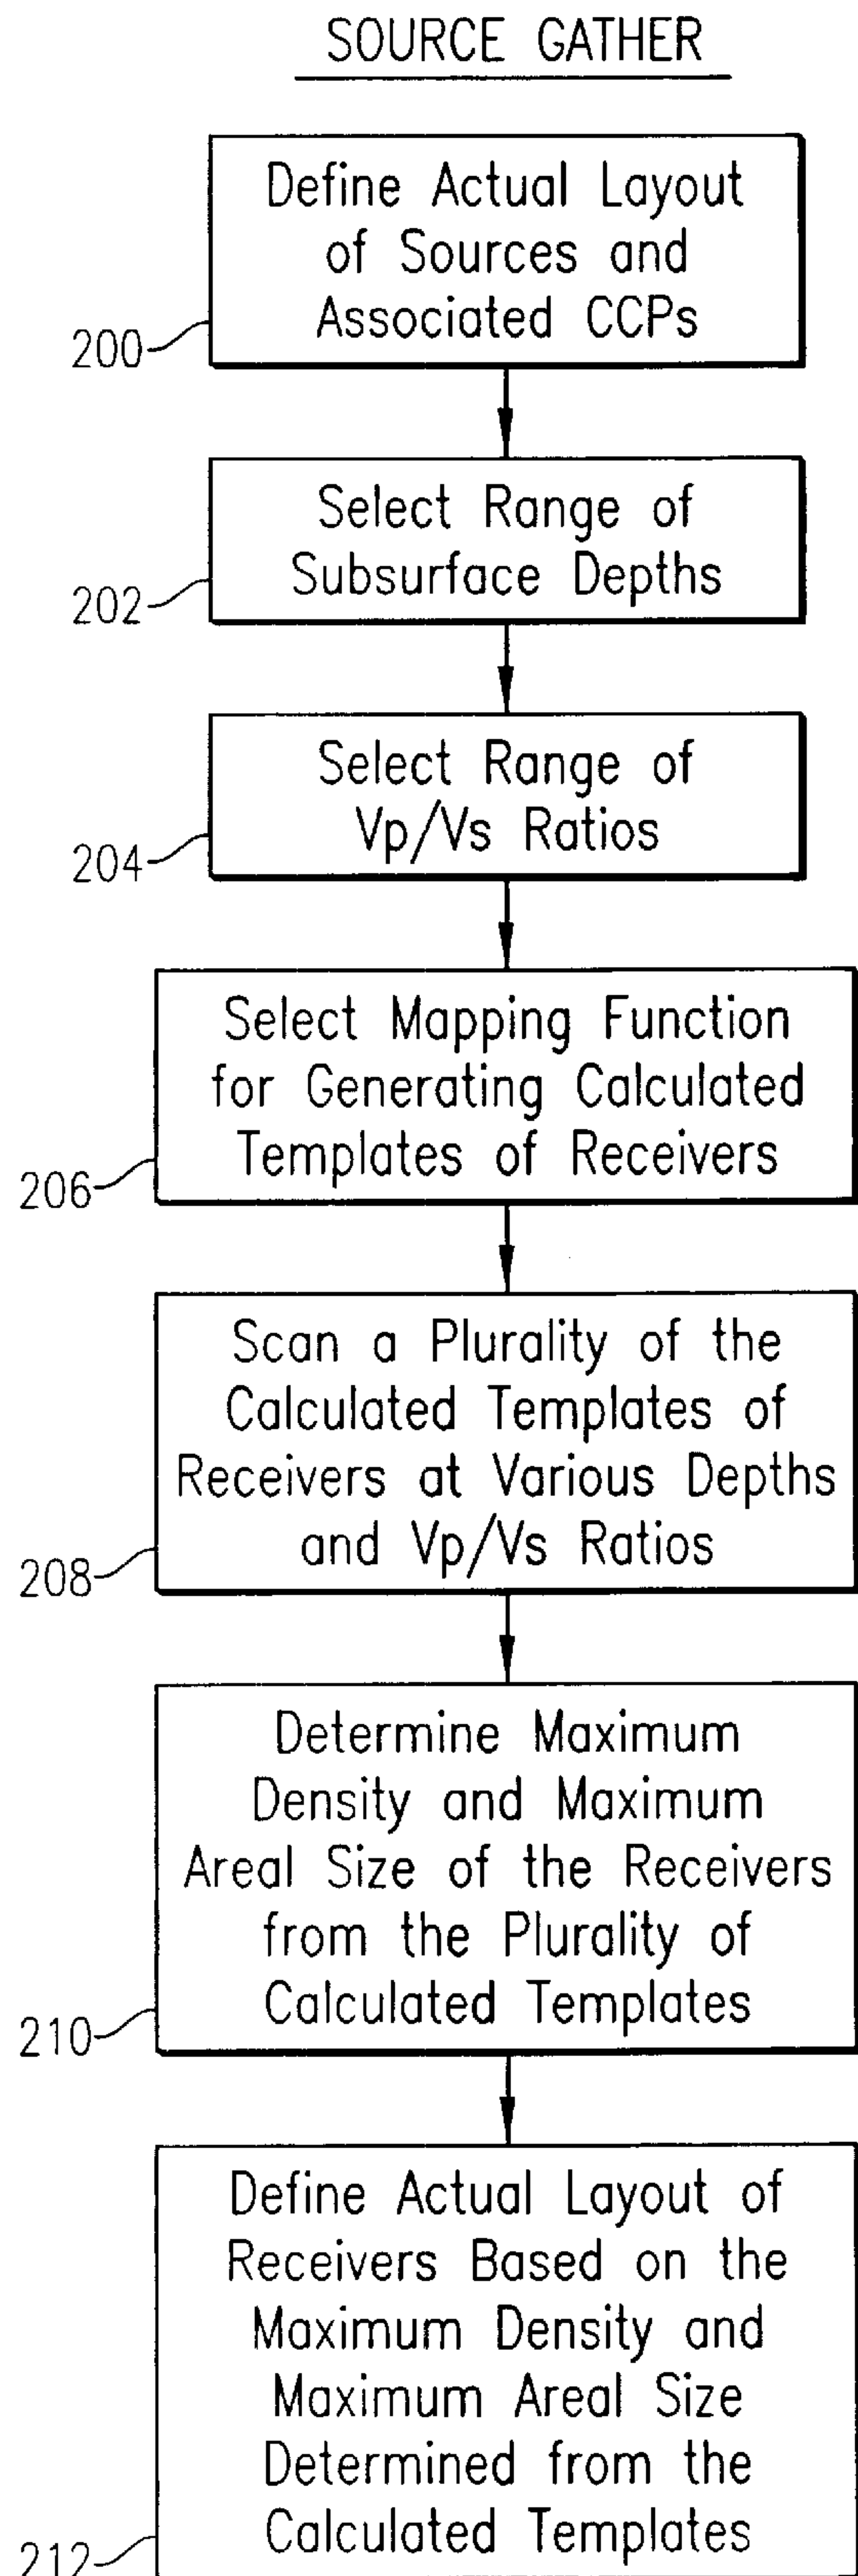 SOURCE GATHER
Define Actual Layout
of Sources and
Associated CCPs
200
Select Range of
Subsurface Depths
202
Select Range of
Vp/Vs Ratios
204
Select Mapping Function
for Generating Calculated
Templates of Receivers
206
Scan a Plurality of the
Calculated Templates of
Receivers at Various Depths
and Vp/Vs Ratios
208
Determine Maximum
Density and Maximum
Areal Size of the Receivers
from the Plurality of
Calculated Templates
210
Define Actual Layout of
Receivers Based on the
Maximum Density and
Maximum Areal Size
Determined from the
Calculated Templates
212